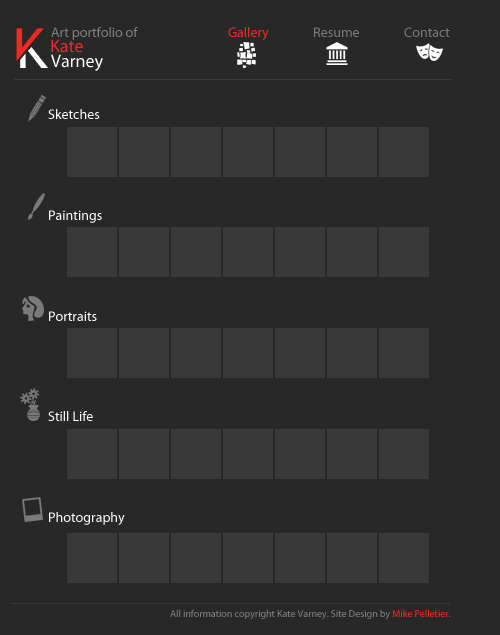 Art portfolio of
Kate
Varney
Gallery
Resume
Contact
Sketches
Paintings
Portraits
Still Life
Photography
All information copyright Kate Varney. Site Design by Mike Pelletier.